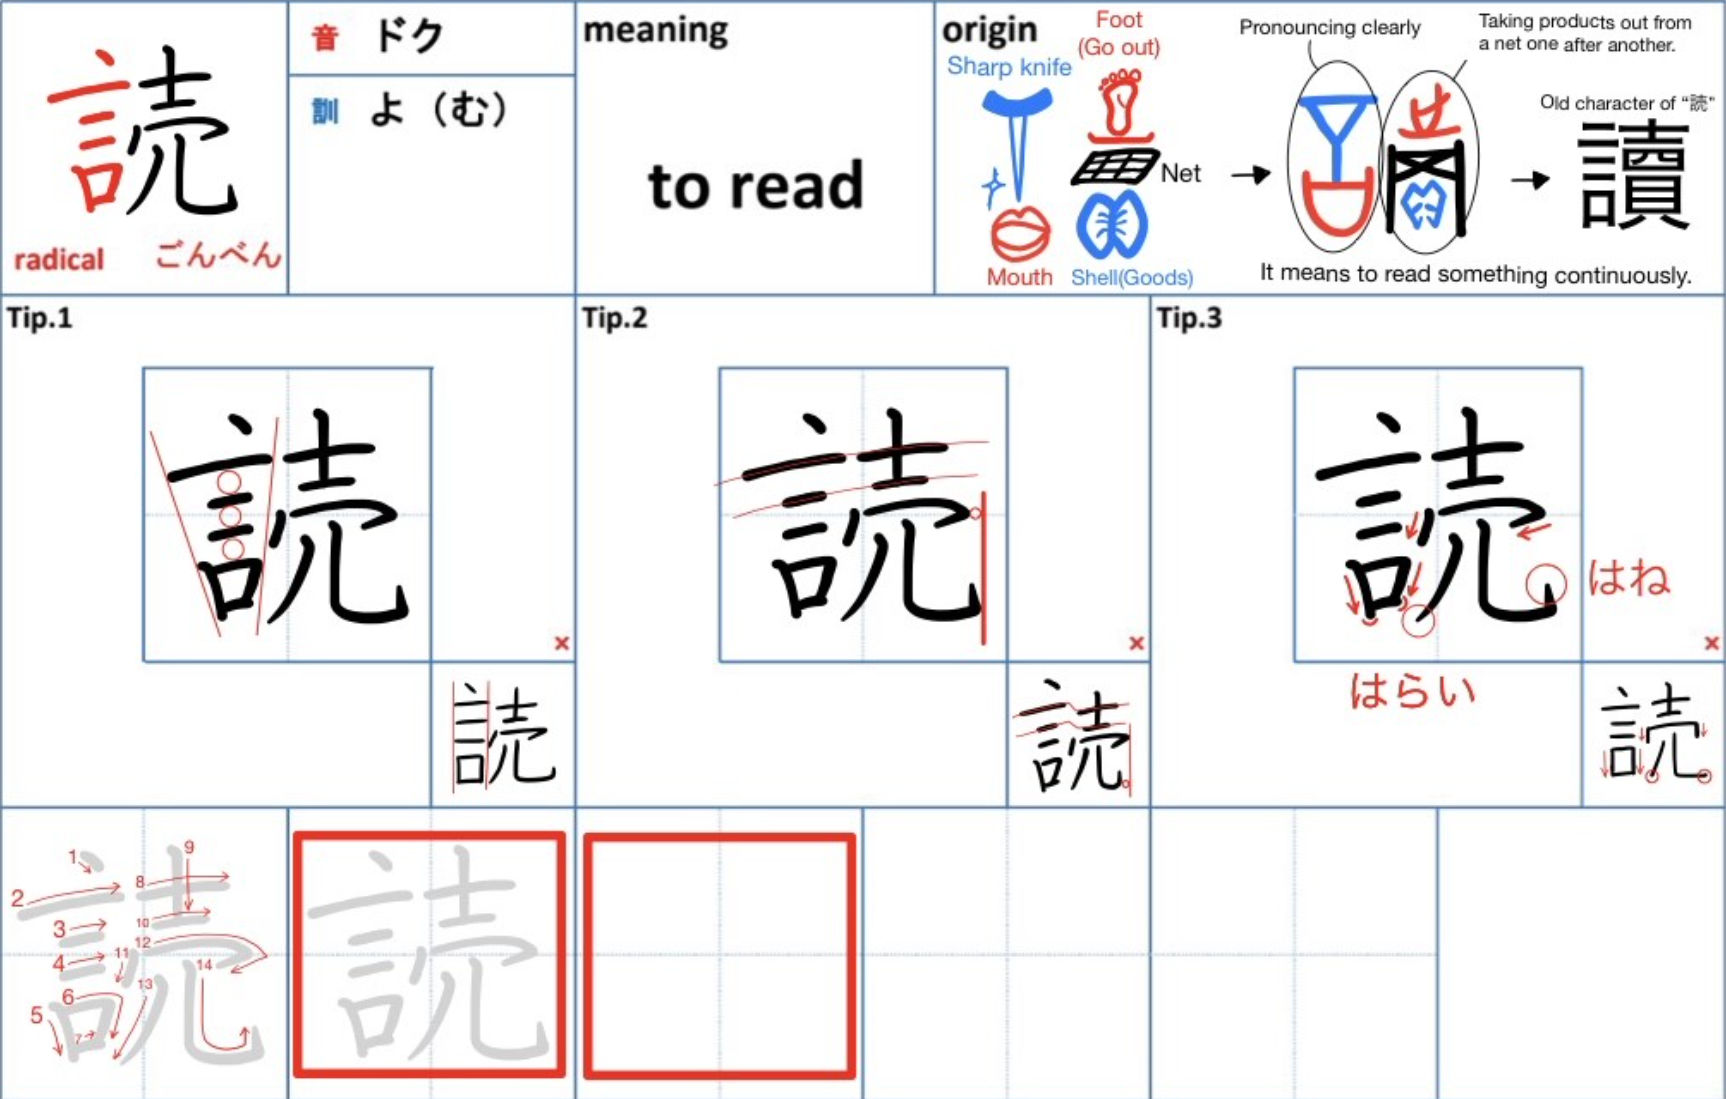 読
radical ごんべん
音 ドク
訓 よ（む）
meaning
to read
origin
Sharp knife
Foot
(Go out)
Net
Mouth
Shell(Goods)
Pronouncing clearly
Taking products out from
a net one after another.
Old character of “読”
讀
It means to read something continuously.
Tip.1
読
×
読
Tip.2
読
×
読
Tip.3
読
はね
はらい
×
読
読
1
2
3
4
5
6
7
8
9
10
11
12
13
14
読